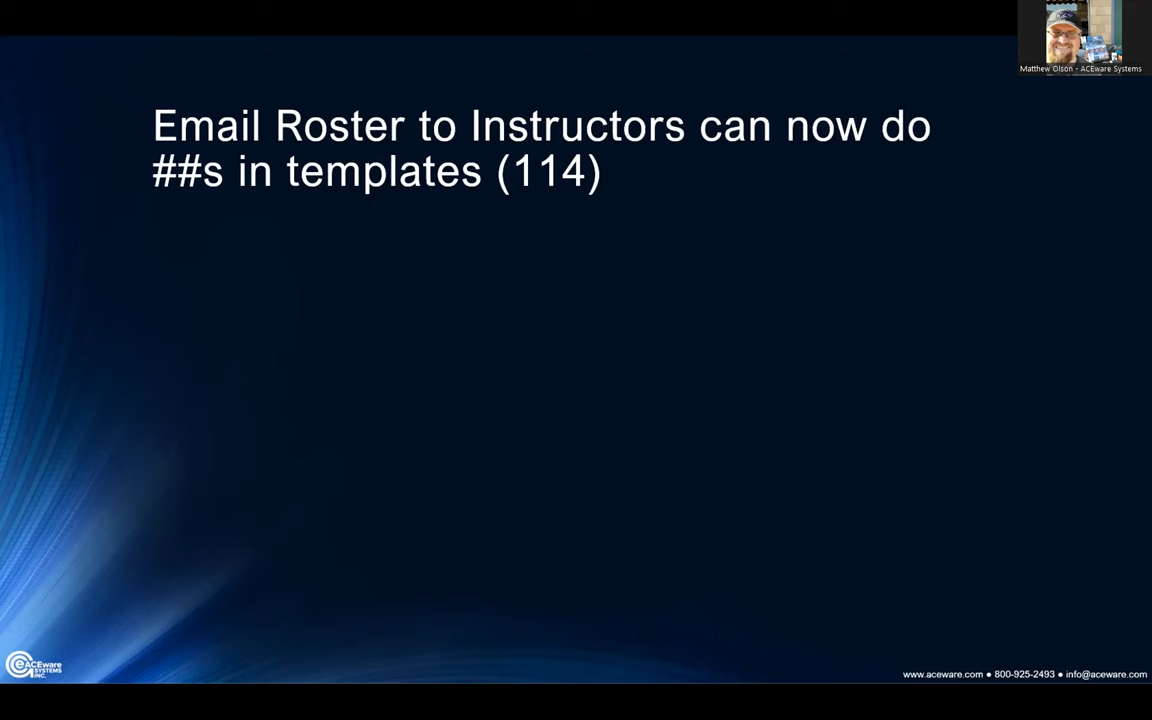 Matthew Olson - ACEware Systems
Email Roster to Instructors can now do
##s in templates (114)
ACEware
SYSTEMS
INC.
www.aceware.com ● 800-925-2493 ● info@aceware.com